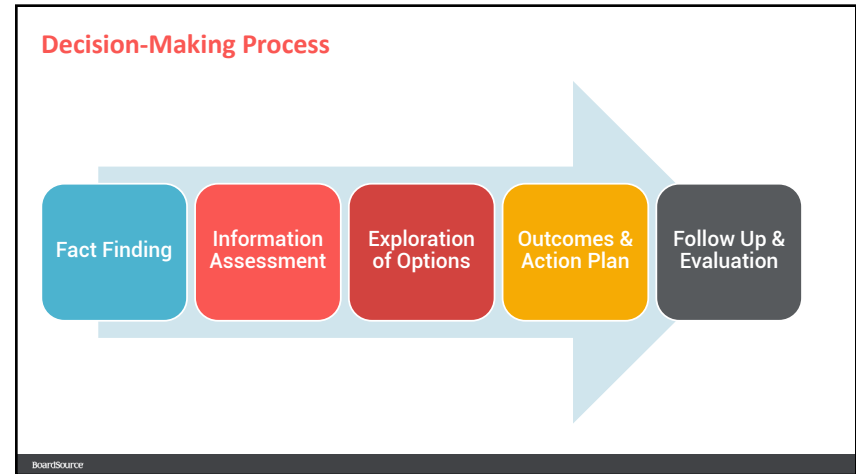 Decision-Making Process
Fact Finding
Information
Assessment
Exploration
of Options
Outcomes &
Action Plan
Follow Up &
Evaluation
BoardSource